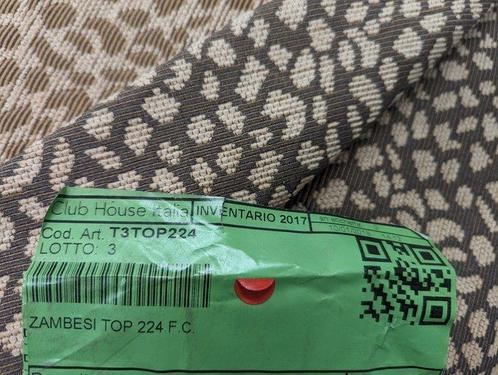 Club House Italia INVENTARIO 2017
Cod. Art. T3TOP224
LOTTO: 3
ZAMBESI TOP 224 F.C.